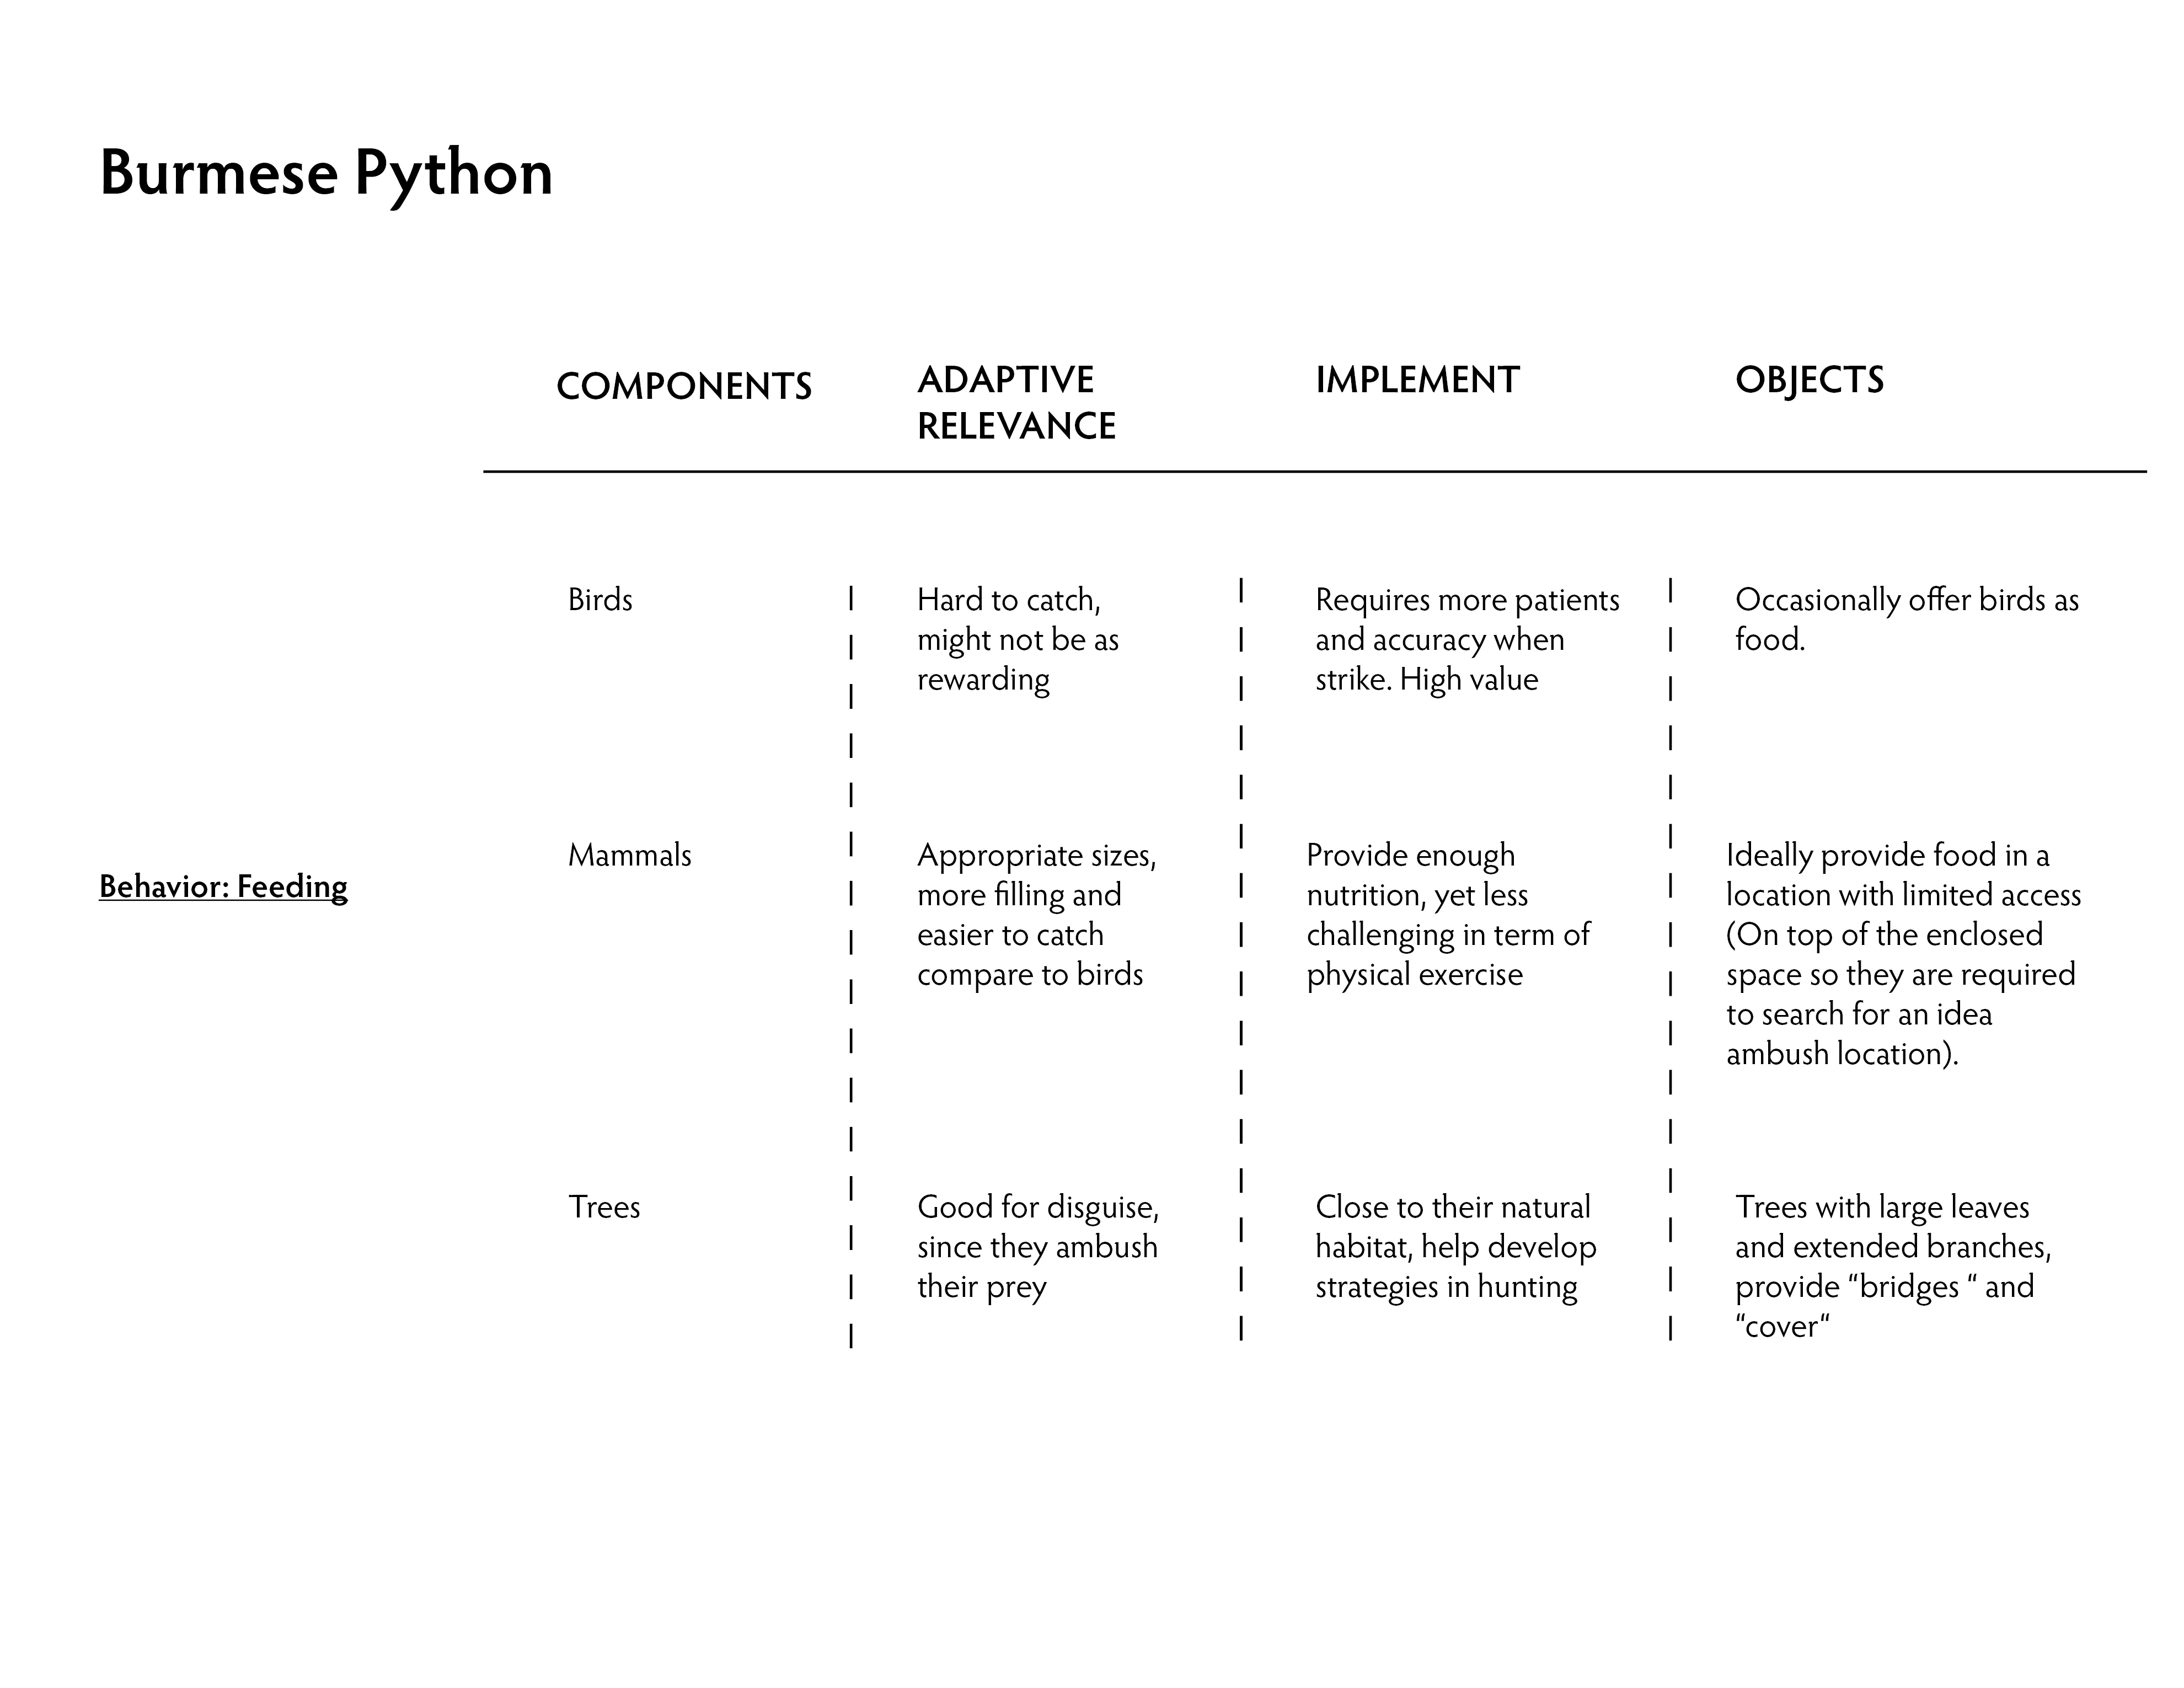 Burmese Python
COMPONENTS
ADAPTIVE
RELEVANCE
IMPLEMENT
OBJECTS
Behavior: Feeding
Birds
Hard to catch,
might not be as
rewarding
Requires more patients
and accuracy when
strike. High value
Occasionally offer birds as
food.
Mammals
Appropriate sizes,
more filling and
easier to catch
compare to birds
Provide enough
nutrition, yet less
challenging in term of
physical exercise
Ideally provide food in a
location with limited access
(On top of the enclosed
space so they are required
to search for an idea
ambush location).
Trees
Good for disguise,
since they ambush
their prey
Close to their natural
habitat, help develop
strategies in hunting
Trees with large leaves
and extended branches,
provide “bridges “ and
“cover“